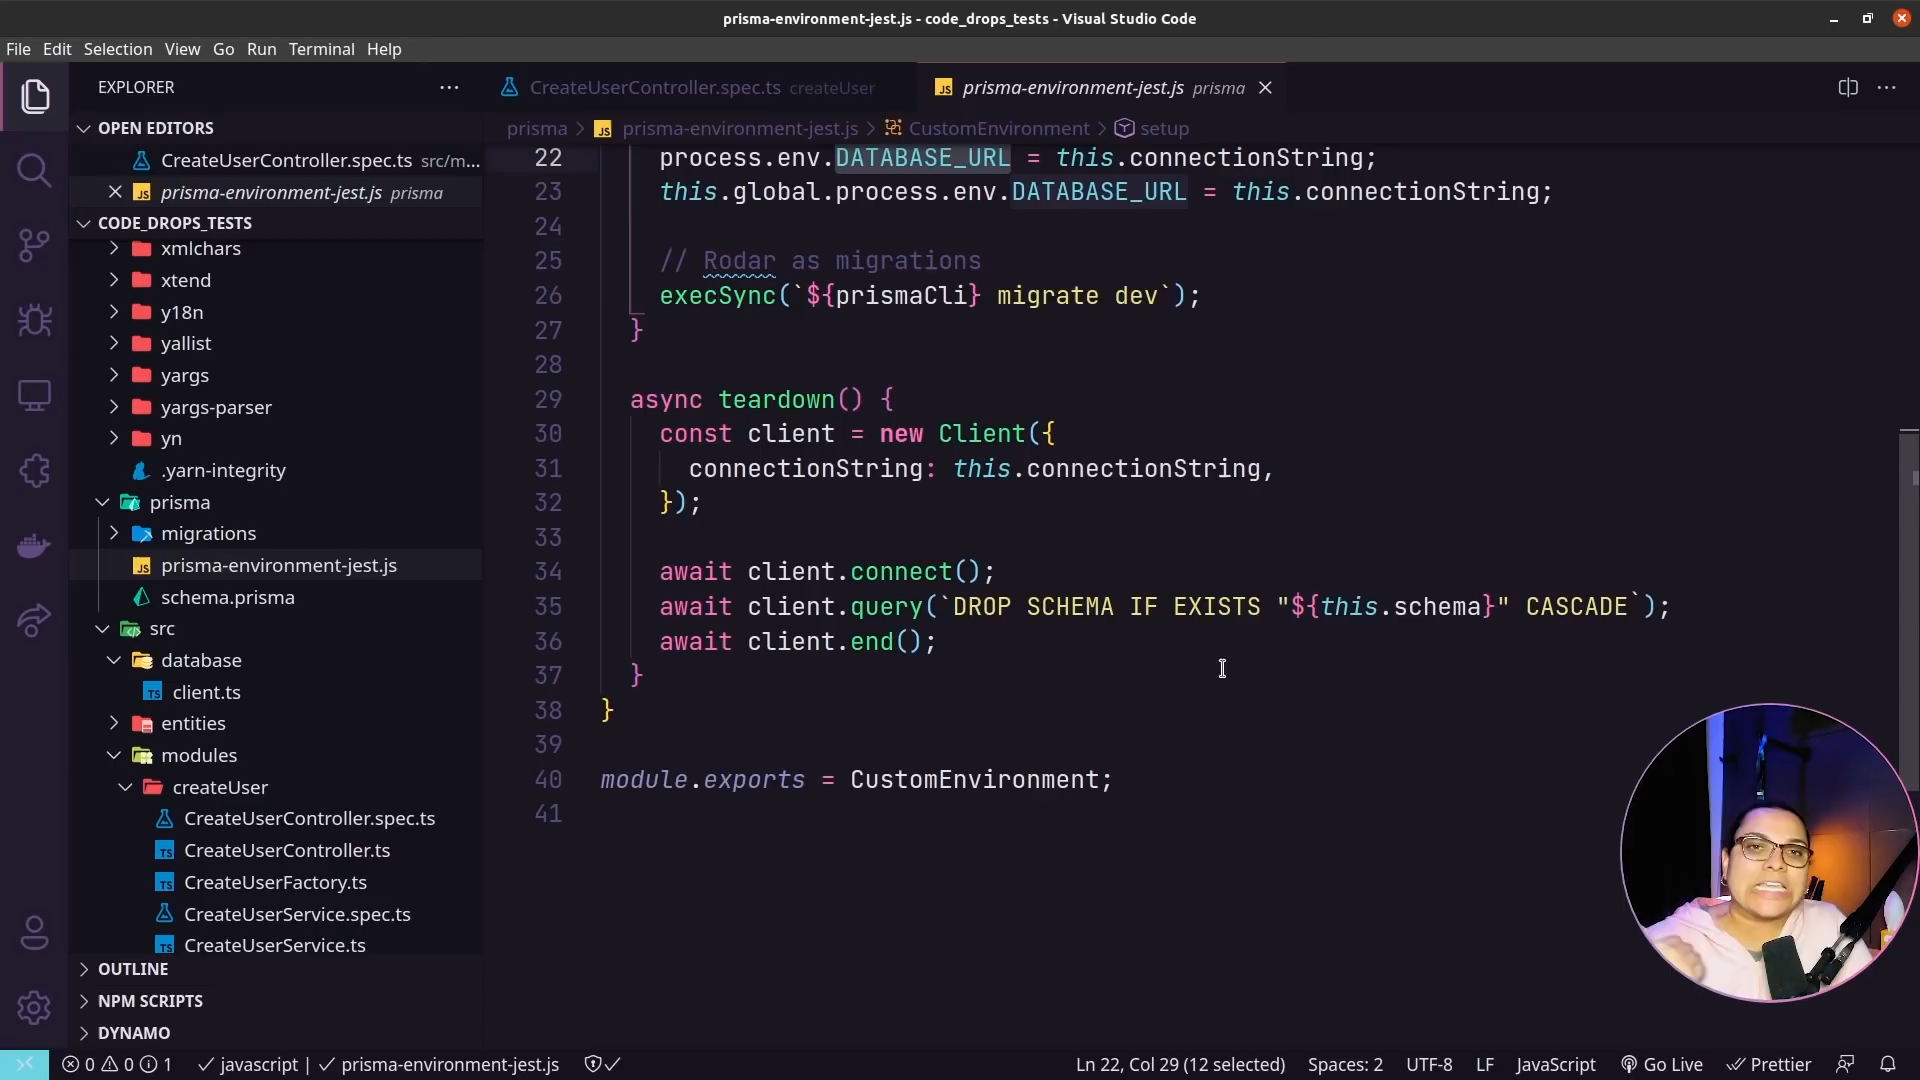 prisma-environment-jest.js - code_drops_tests - Visual Studio Code
File Edit Selection View Go Run Terminal Help
EXPLORER
OPEN EDITORS
CreateUserController.spec.ts src/m...
prisma-environment-jest.js prisma
CODE_DROPS_TESTS
xmlchars
xtend
y18n
yallist
yargs
yargs-parser
yn
.yarn-integrity
prisma
migrations
prisma-environment-jest.js
schema.prisma
src
database
client.ts
entities
modules
createUser
CreateUserController.spec.ts
CreateUserController.ts
CreateUserFactory.ts
CreateUserService.spec.ts
CreateUserService.ts
OUTLINE
NPM SCRIPTS
DYNAMO
CreateUserController.spec.ts createUser
prisma-environment-jest.js prisma
prisma > prisma-environment-jest.js > CustomEnvironment > setup
22 process.env.DATABASE_URL = this.connectionString;
23 this.global.process.env.DATABASE_URL = this.connectionString;
24
25 // Rodar as migrations
26 execSync(`${prismaCli} migrate dev`);
27 }
28
29 async teardown() {
30 const client = new Client({
31 connectionString: this.connectionString,
32 });
33
34 await client.connect();
35 await client.query(`DROP SCHEMA IF EXISTS "${this.schema}" CASCADE`);
36 await client.end();
37 }
38 }
39
40 module.exports = CustomEnvironment;
41
0 0 1 javascript | prisma-environment-jest.js Ln 22, Col 29 (12 selected) Spaces: 2 UTF-8 LF JavaScript Go Live Prettier